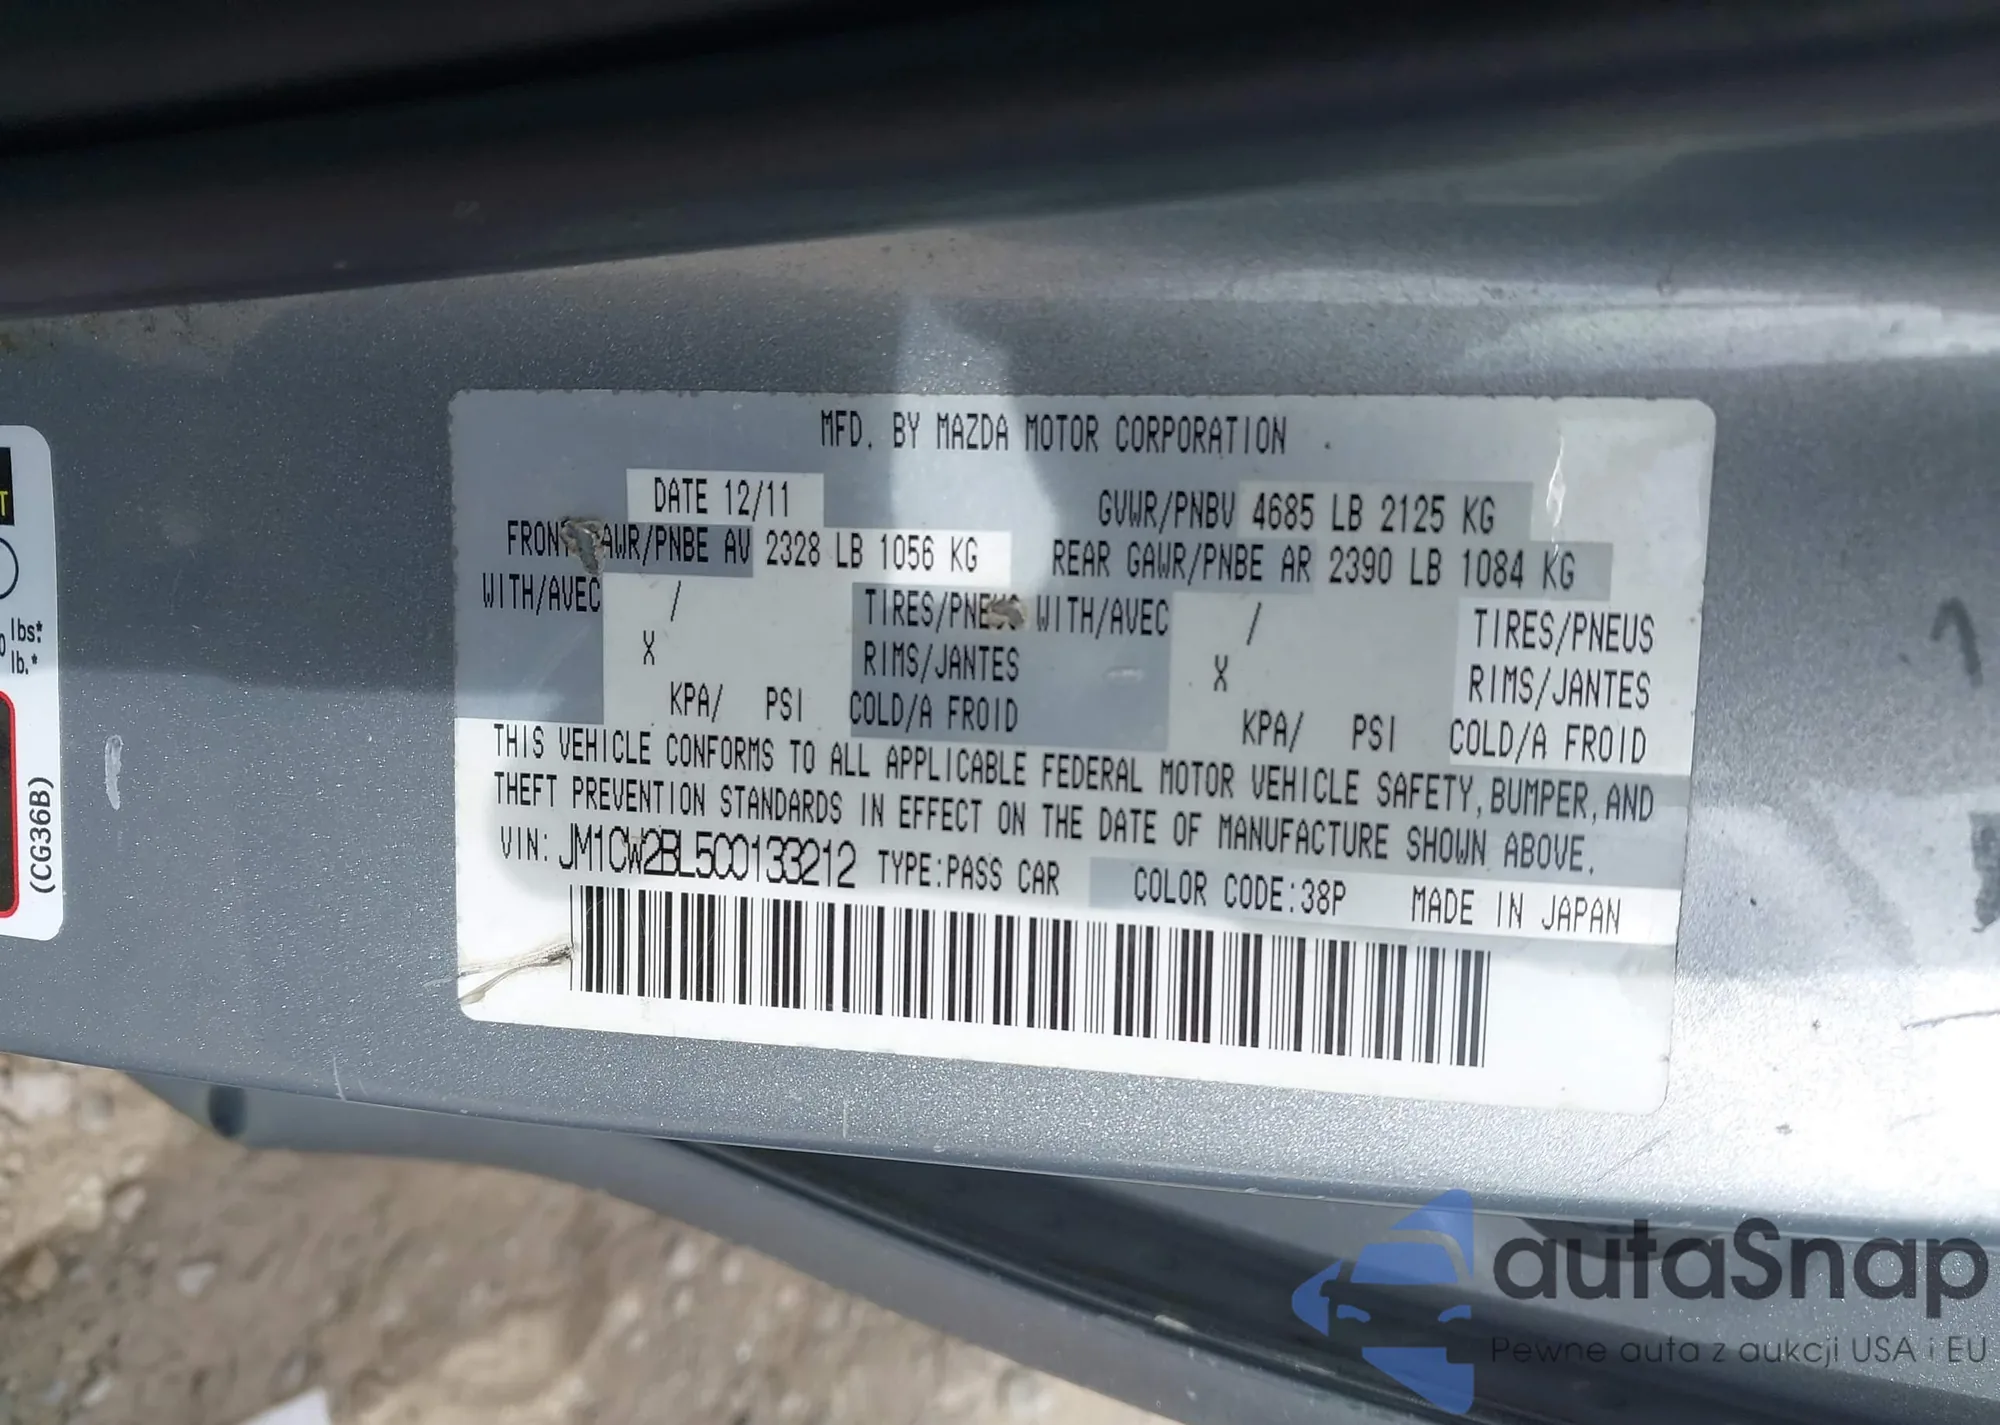 MFD. BY MAZDA MOTOR CORPORATION
DATE 12/11 GVWR/PNBV 4685 LB 2125 KG
FRONT GAWR/PNBE AV 2328 LB 1056 KG REAR GAWR/PNBE AR 2390 LB 1084 KG
WITH/AVEC / TIRES/PNEUS WITH/AVEC / TIRES/PNEUS
X RIMS/JANTES X RIMS/JANTES
KPA/ PSI COLD/A FROID KPA/ PSI COLD/A FROID
THIS VEHICLE CONFORMS TO ALL APPLICABLE FEDERAL MOTOR VEHICLE SAFETY, BUMPER, AND
THEFT PREVENTION STANDARDS IN EFFECT ON THE DATE OF MANUFACTURE SHOWN ABOVE.
VIN: JM1CW2BL5C0133212 TYPE:PASS CAR COLOR CODE:38P MADE IN JAPAN
lbs.*
lb.*
(CG36B)
autaSnap
Pewne auta z aukcji USA i EU